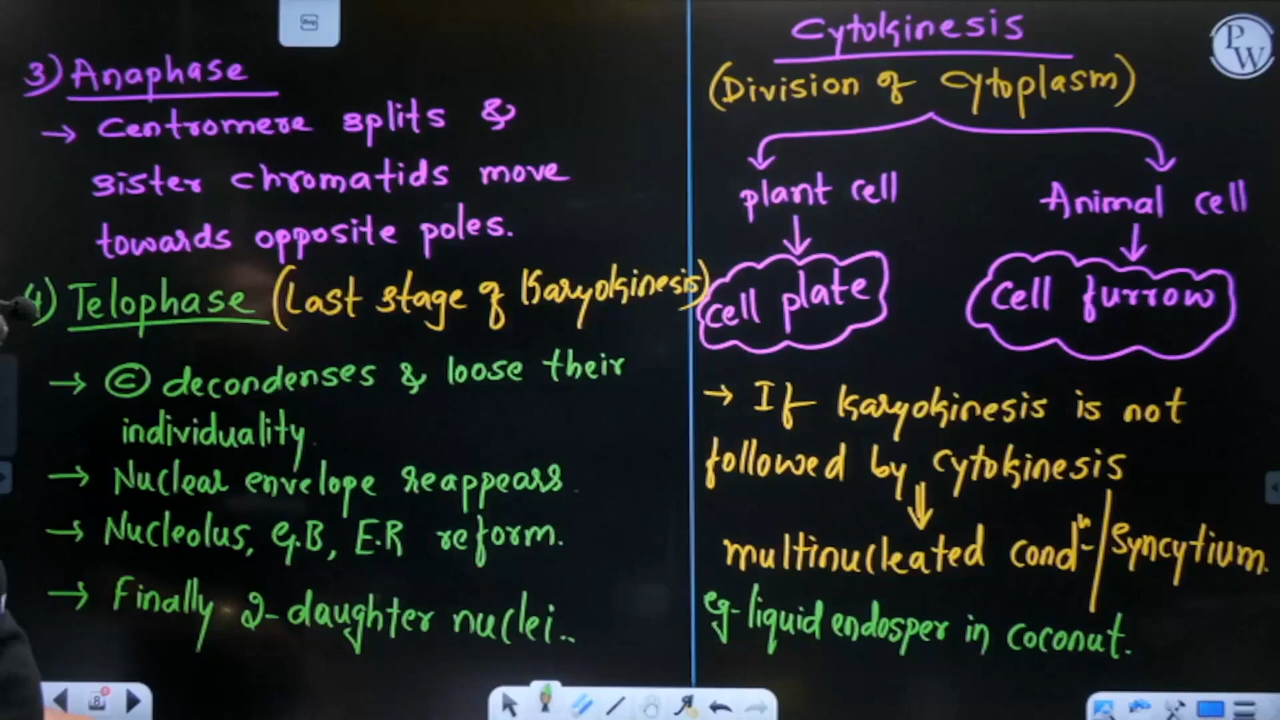 3) Anaphase
→ Centromere splits &
sister chromatids move
towards opposite poles.
4) Telophase (Last stage of Karyokinesis)
→ © decondenses & loose their
individuality.
→ Nuclear envelope reappears.
→ Nucleolus, G.B, E.R reform.
→ Finally 2-daughter nuclei..
Cytokinesis
(Division of Cytoplasm)
plant cell Animal cell
cell plate Cell furrow
→ If Karyokinesis is not
followed by Cytokinesis
multinucleated condⁿ/Syncytium.
eg-liquid endosper in coconut.
PW
8